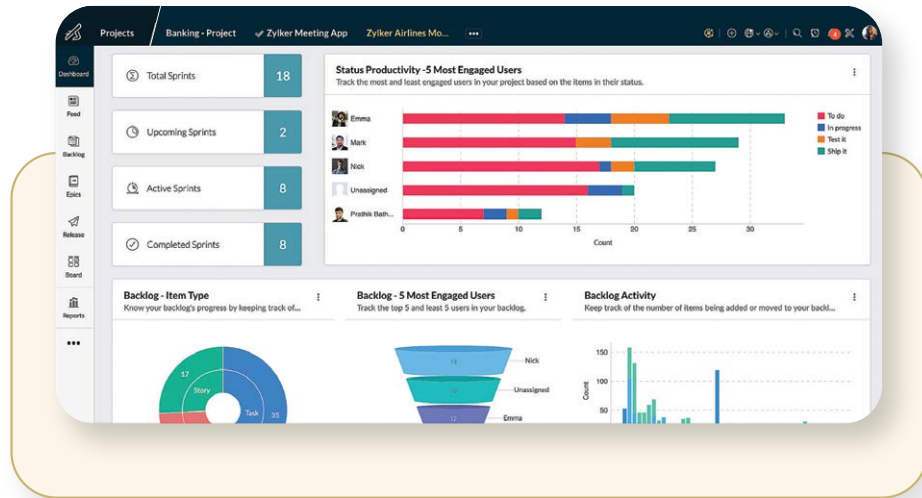 Projects
Banking - Project
Zylker Meeting App
Zylker Airlines Mo...
Dashboard
Feed
Backlog
Epics
Release
Board
Reports
Total Sprints
18
Upcoming Sprints
2
Active Sprints
8
Completed Sprints
8
Status Productivity -5 Most Engaged Users
Track the most and least engaged users in your project based on the items in their status.
Emma
Mark
Nick
Unassigned
Prathik Bath...
0 5 10 15 20 25 30
Count
To do
In progress
Test it
Ship it
Backlog - Item Type
Know your backlog's progress by keeping track of...
17
Story
Task
35
Backlog - 5 Most Engaged Users
Track the top 5 and least 5 users in your backlog.
Nick
Unassigned
Emma
Backlog Activity
Keep track of the number of items being added or moved to your backl...
150
100
50
Count